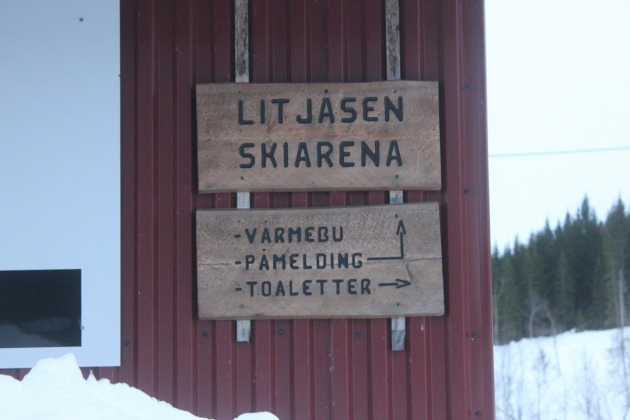 LITJÅSEN
SKIARENA
-VARMEBU
-PÅMELDING
-TOALETTER